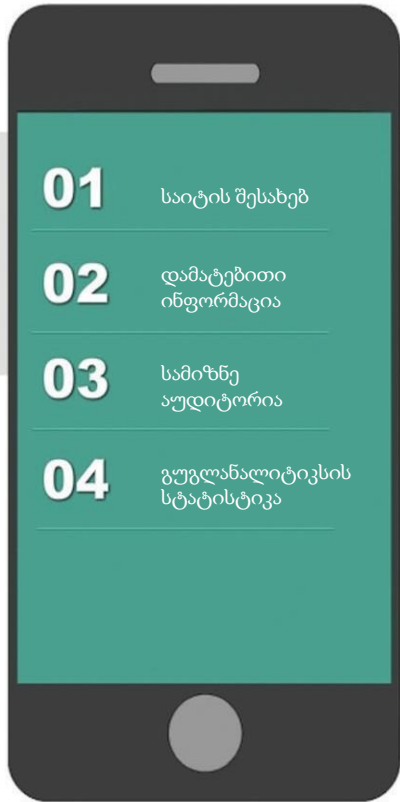 01
საიტის შესახებ
02
დამატებითი
ინფორმაცია
03
სამიზნე
აუდიტორია
04
გუგლანალიტიკსის
სტატისტიკა